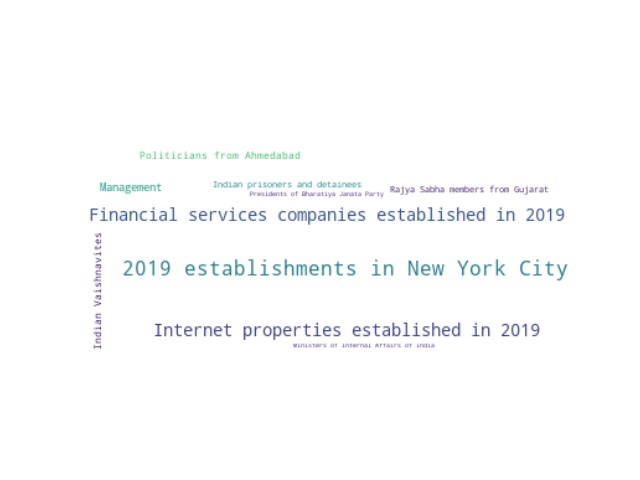 Politicians from Ahmedabad
Management
Indian prisoners and detainees
Presidents of Bharatiya Janata Party
Rajya Sabha members from Gujarat
Financial services companies established in 2019
Indian Vaishnavites
2019 establishments in New York City
Internet properties established in 2019
Ministers of Internal Affairs of India